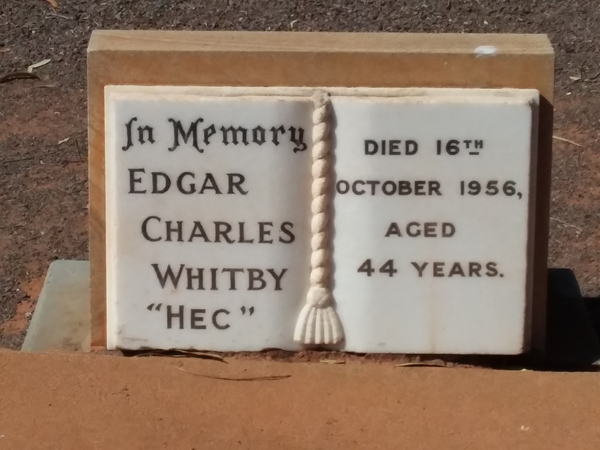 In Memory
EDGAR
CHARLES
WHITBY
"HEC"
DIED 16TH
OCTOBER 1956,
AGED
44 YEARS.